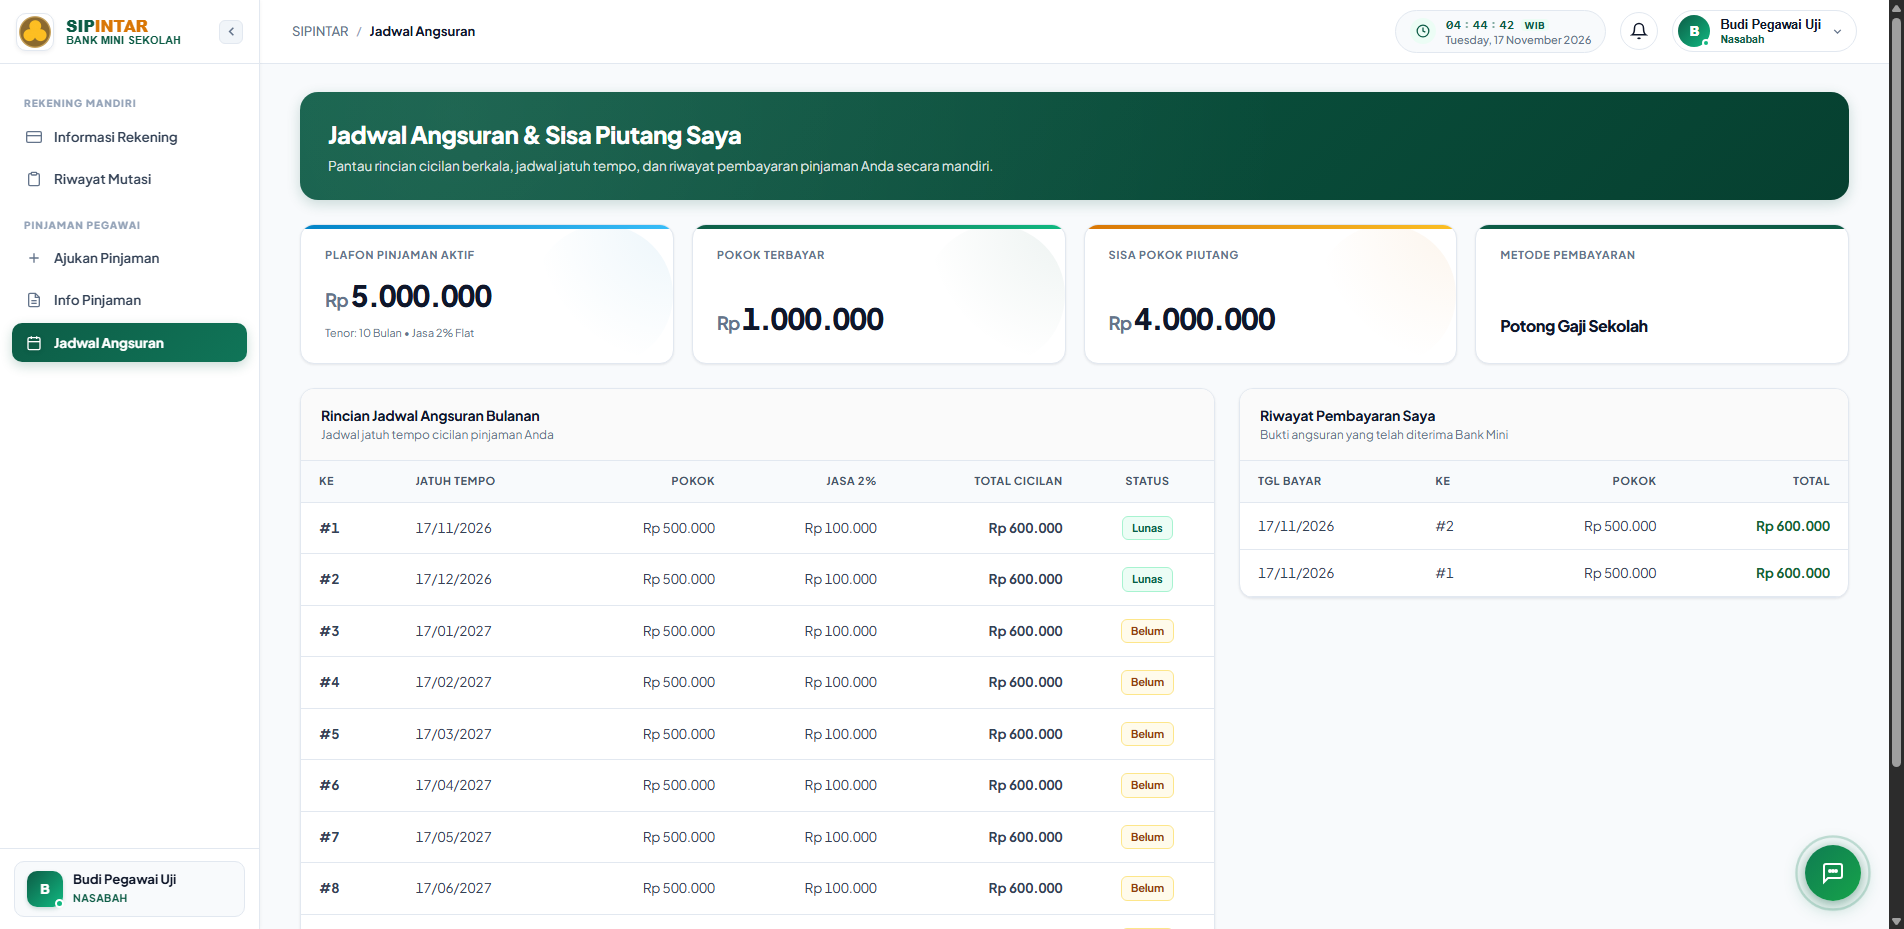 SIPINTAR
BANK MINI SEKOLAH
SIPINTAR / Jadwal Angsuran
04 : 44 : 42 WIB
Tuesday, 17 November 2026
B
Budi Pegawai Uji
Nasabah
REKENING MANDIRI
Informasi Rekening
Riwayat Mutasi
PINJAMAN PEGAWAI
Ajukan Pinjaman
Info Pinjaman
Jadwal Angsuran
Jadwal Angsuran & Sisa Piutang Saya
Pantau rincian cicilan berkala, jadwal jatuh tempo, dan riwayat pembayaran pinjaman Anda secara mandiri.
PLAFON PINJAMAN AKTIF
Rp 5.000.000
Tenor: 10 Bulan • Jasa 2% Flat
POKOK TERBAYAR
Rp 1.000.000
SISA POKOK PIUTANG
Rp 4.000.000
METODE PEMBAYARAN
Potong Gaji Sekolah
Rincian Jadwal Angsuran Bulanan
Jadwal jatuh tempo cicilan pinjaman Anda
KE JATUH TEMPO POKOK JASA 2% TOTAL CICILAN STATUS
#1 17/11/2026 Rp 500.000 Rp 100.000 Rp 600.000 Lunas
#2 17/12/2026 Rp 500.000 Rp 100.000 Rp 600.000 Lunas
#3 17/01/2027 Rp 500.000 Rp 100.000 Rp 600.000 Belum
#4 17/02/2027 Rp 500.000 Rp 100.000 Rp 600.000 Belum
#5 17/03/2027 Rp 500.000 Rp 100.000 Rp 600.000 Belum
#6 17/04/2027 Rp 500.000 Rp 100.000 Rp 600.000 Belum
#7 17/05/2027 Rp 500.000 Rp 100.000 Rp 600.000 Belum
#8 17/06/2027 Rp 500.000 Rp 100.000 Rp 600.000 Belum
Riwayat Pembayaran Saya
Bukti angsuran yang telah diterima Bank Mini
TGL BAYAR KE POKOK TOTAL
17/11/2026 #2 Rp 500.000 Rp 600.000
17/11/2026 #1 Rp 500.000 Rp 600.000
B
Budi Pegawai Uji
NASABAH